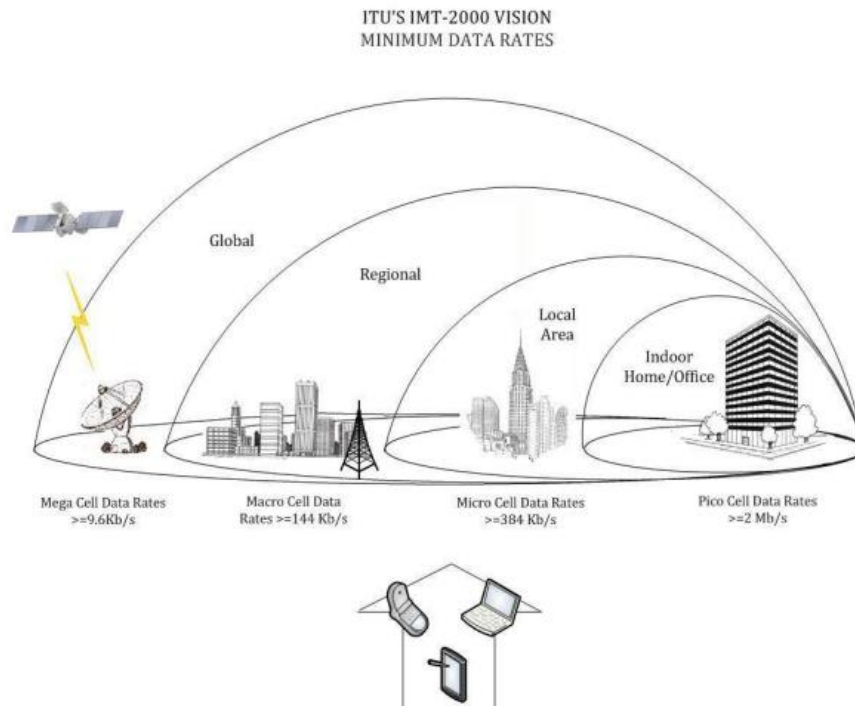 ITU'S IMT-2000 VISION
MINIMUM DATA RATES
Global
Regional
Local
Area
Indoor
Home/Office
Mega Cell Data Rates
>=9.6Kb/s
Macro Cell Data
Rates >=144 Kb/s
Micro Cell Data Rates
>=384 Kb/s
Pico Cell Data Rates
>=2 Mb/s